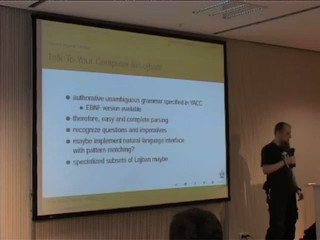 Talk To Your Computer in Lojban!
authorative unambiguous grammar specified in YACC
EBNF version available
therefore, easy and complete parsing
recognize questions and imperatives
maybe implement natural language interface
with pattern matching?
specialized subsets of Lojban maybe